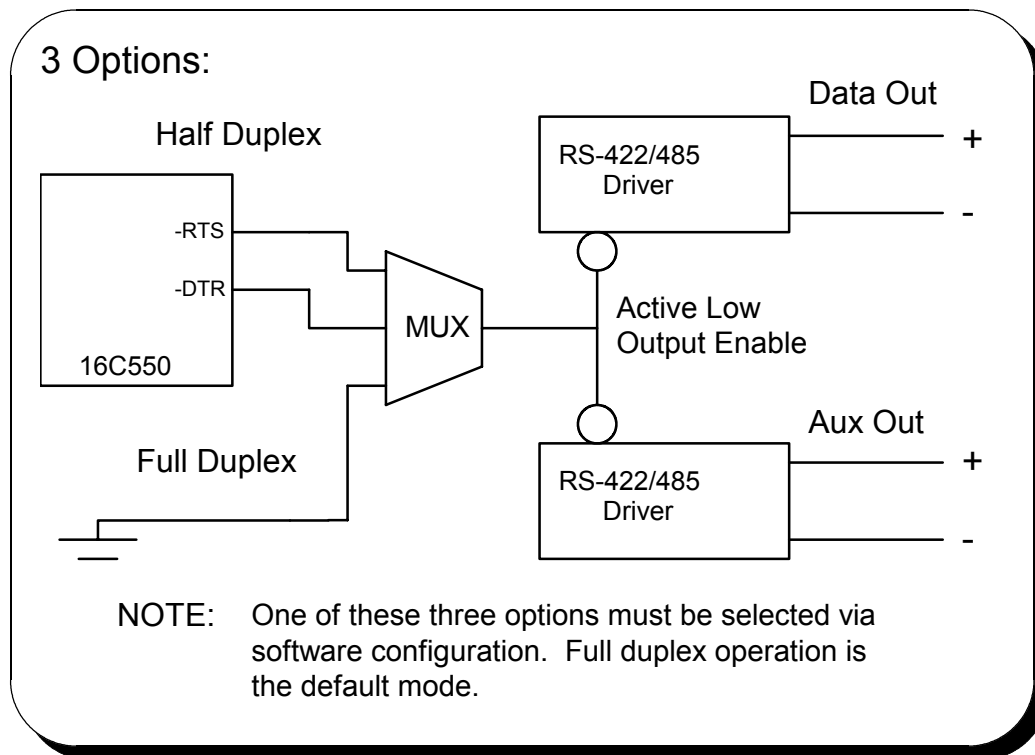 3 Options:
Half Duplex
-RTS
-DTR
16C550
MUX
Full Duplex
RS-422/485
Driver
Data Out
+
-
Active Low
Output Enable
RS-422/485
Driver
Aux Out
+
-
NOTE: One of these three options must be selected via
software configuration. Full duplex operation is
the default mode.